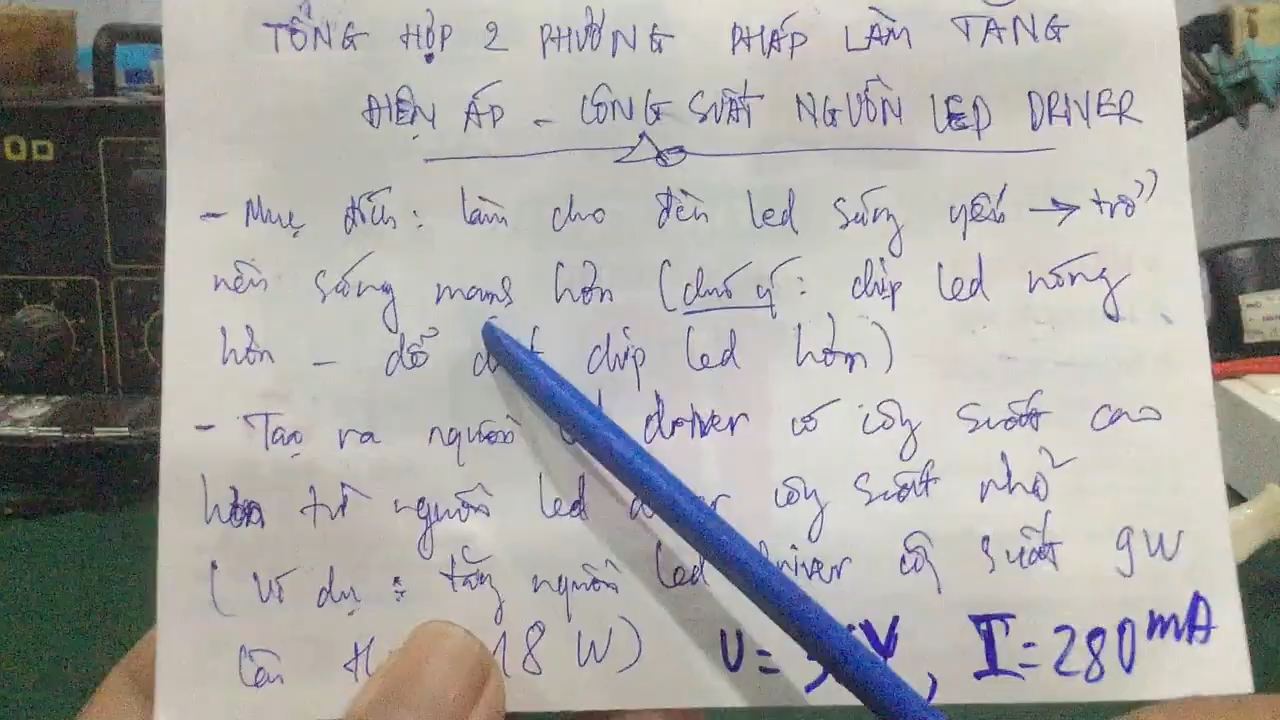 TỔNG HỢP 2 PHƯƠNG PHÁP LÀM TĂNG
ĐIỆN ÁP - CÔNG SUẤT NGUỒN LED DRIVER
- Mục đích: làm cho đèn led sáng yếu → trở
nên sáng mạnh hơn (chú ý: chip led nóng
hơn - dễ chip led hơn)
- Tạo ra nguồn driver có công suất cao
hơn từ nguồn led công suất nhỏ
(Ví dụ: tăng nguồn led driver công suất 9W
lên 18W) U= V, I=280mA